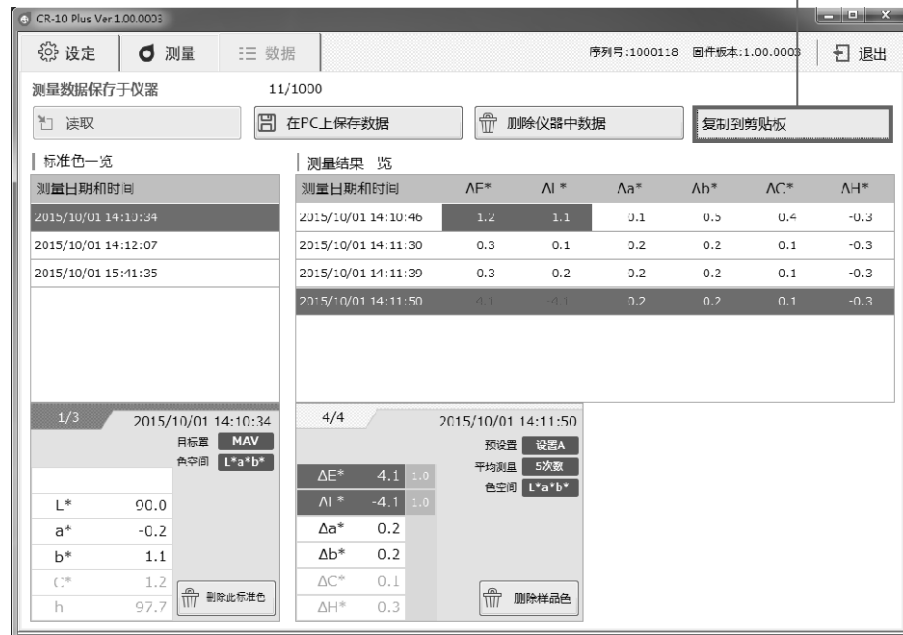 CR-10 Plus Ver 1.00.0003
设定 测量 数据 序列号:1000118 固件版本:1.00.0003 退出
测量数据保存于仪器 11/1000
读取 在PC上保存数据 删除仪器中数据 复制到剪贴板
标准色一览 测量结果一览
测量日期和时间 测量日期和时间 ΔE* ΔL* Δa* Δb* ΔC* ΔH*
2015/10/01 14:10:34 2015/10/01 14:10:46 1.2 1.1 0.1 0.5 0.4 -0.3
2015/10/01 14:12:07 2015/10/01 14:11:30 0.3 0.1 0.2 0.2 0.1 -0.3
2015/10/01 15:41:35 2015/10/01 14:11:39 0.3 0.2 0.2 0.2 0.1 -0.3
2015/10/01 14:11:50 4.1 -4.1 0.2 0.2 0.1 -0.3
1/3 2015/10/01 14:10:34 4/4 2015/10/01 14:11:50
目标置 MAV 预设置 设置A
色空间 L*a*b* 平均测量 5次数
ΔE* 4.1 1.0 色空间 L*a*b*
L* 90.0 ΔL* -4.1 1.0
a* -0.2 Δa* 0.2
b* 1.1 Δb* 0.2
C* 1.2 删除此标准色 ΔC* 0.1 删除样品色
h 97.7 ΔH* 0.3